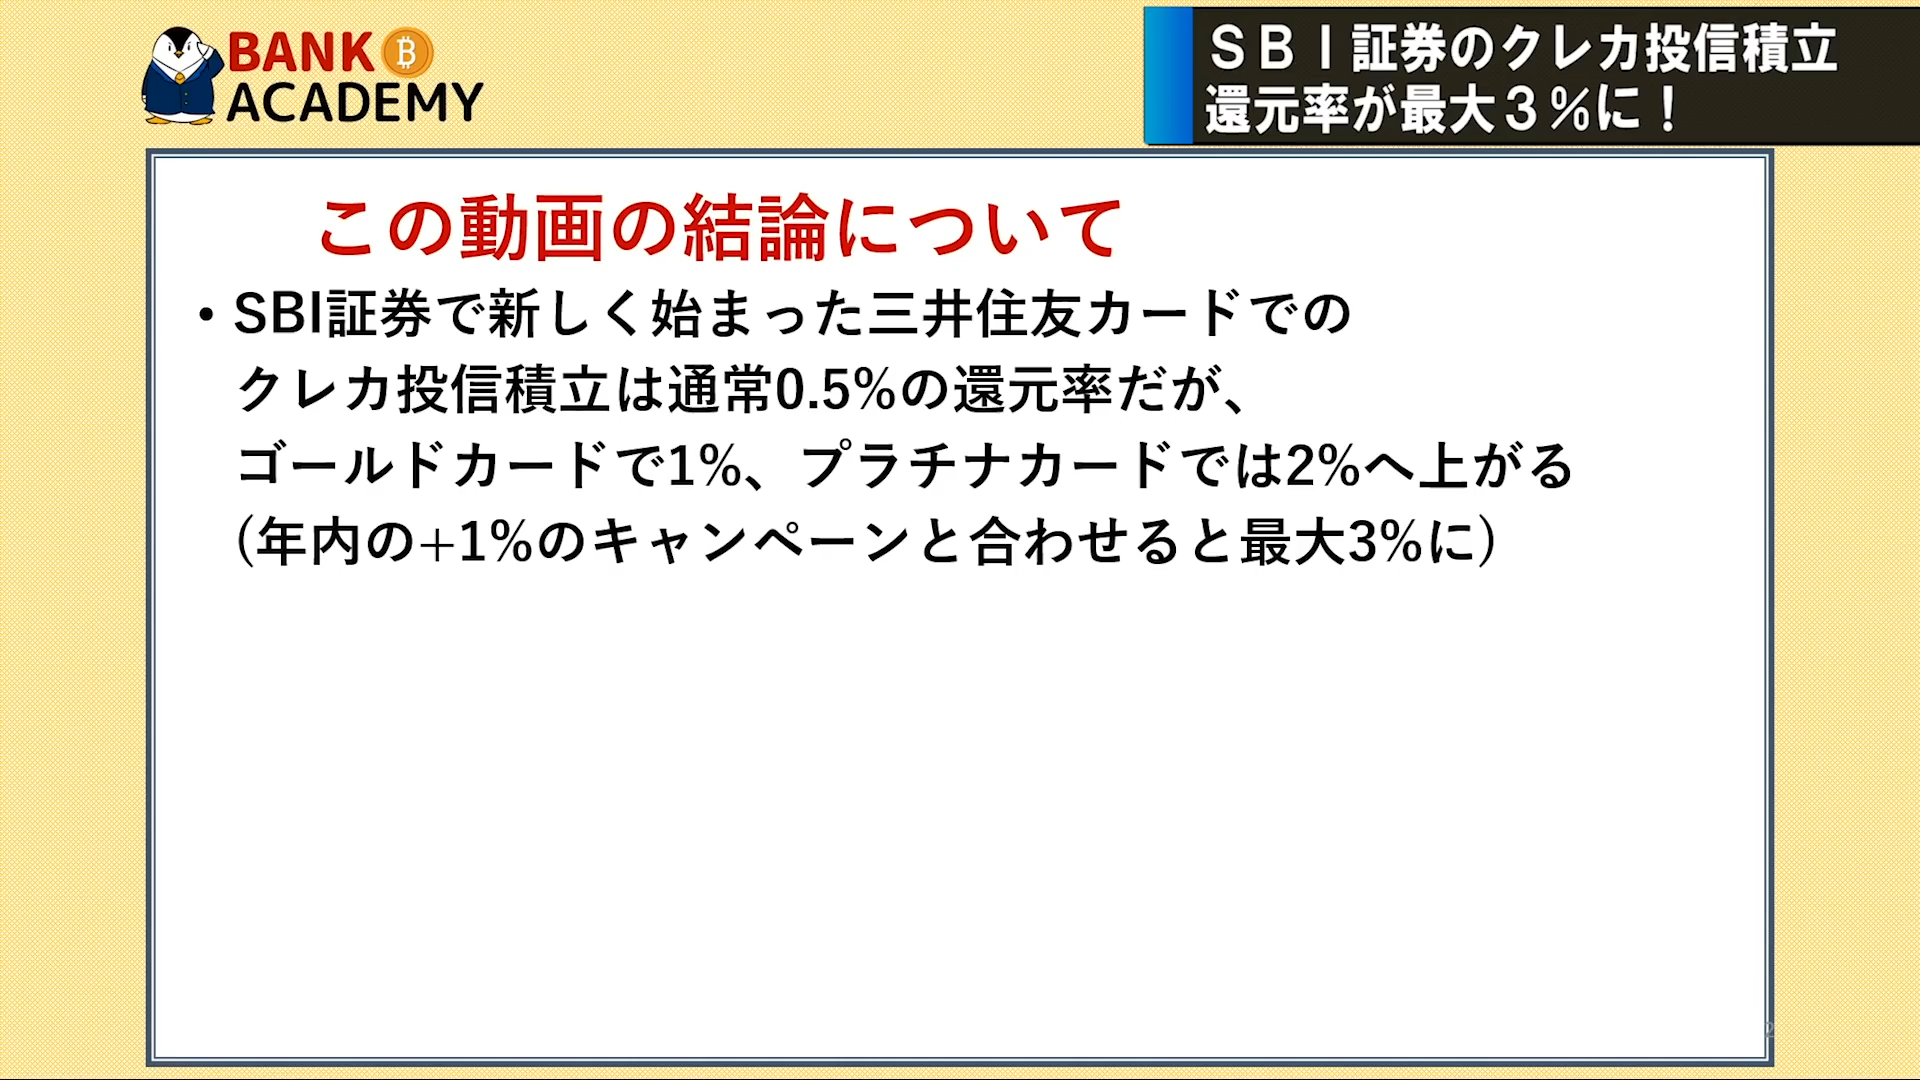 BANK
ACADEMY
ＳＢＩ証券のクレカ投信積立
還元率が最大３％に！
この動画の結論について
・SBI証券で新しく始まった三井住友カードでの
クレカ投信積立は通常0.5%の還元率だが、
ゴールドカードで1%、プラチナカードでは2%へ上がる
(年内の+1%のキャンペーンと合わせると最大3%に)
2